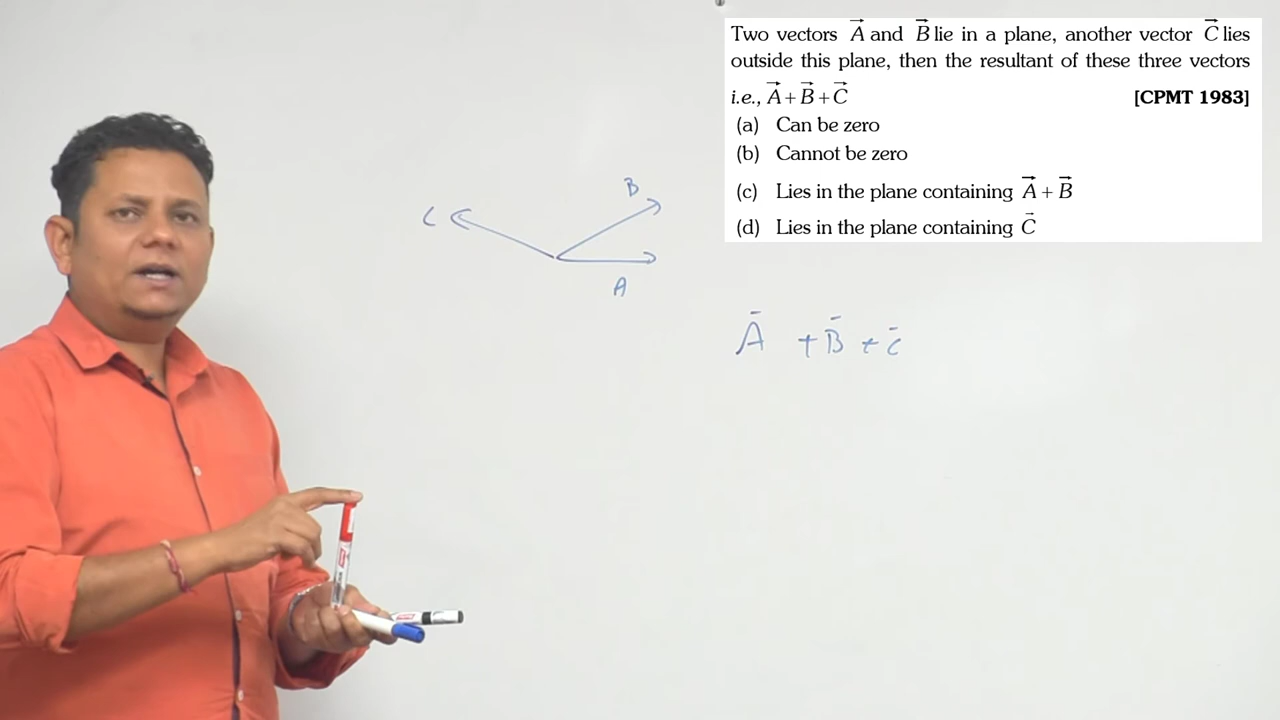 Two vectors A⃗ and B⃗ lie in a plane, another vector C⃗ lies
outside this plane, then the resultant of these three vectors
i.e., A⃗ + B⃗ + C⃗ [CPMT 1983]
(a) Can be zero
(b) Cannot be zero
(c) Lies in the plane containing A⃗ + B⃗
(d) Lies in the plane containing C⃗
B
C
A
A̅ + B̅ + c̅